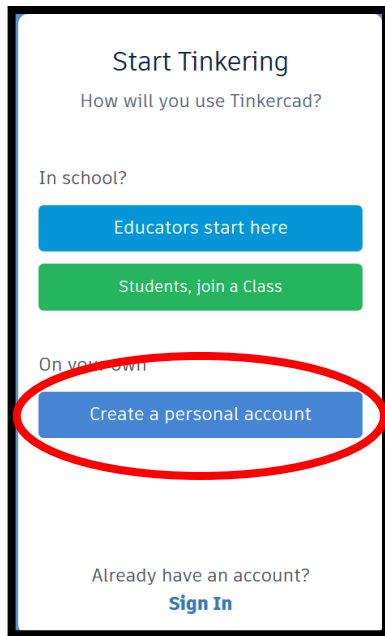 Start Tinkering
How will you use Tinkercad?
In school?
Educators start here
Students, join a Class
On your own
Create a personal account
Already have an account?
Sign In